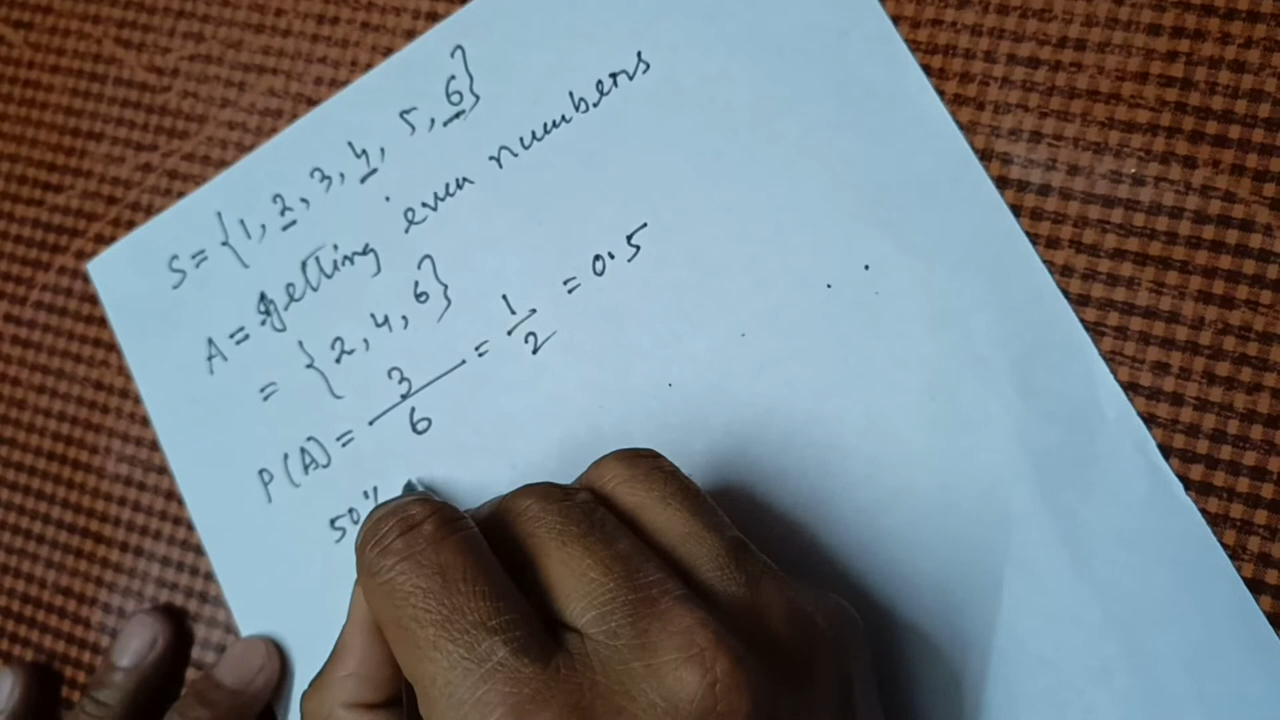 S = {1, 2, 3, 4, 5, 6}
A = getting even numbers
= {2, 4, 6}
P(A) = 3/6 = 1/2 = 0.5
50%